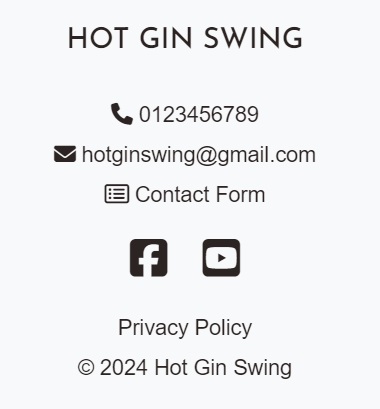 HOT GIN SWING
0123456789
hotginswing@gmail.com
Contact Form
Privacy Policy
© 2024 Hot Gin Swing